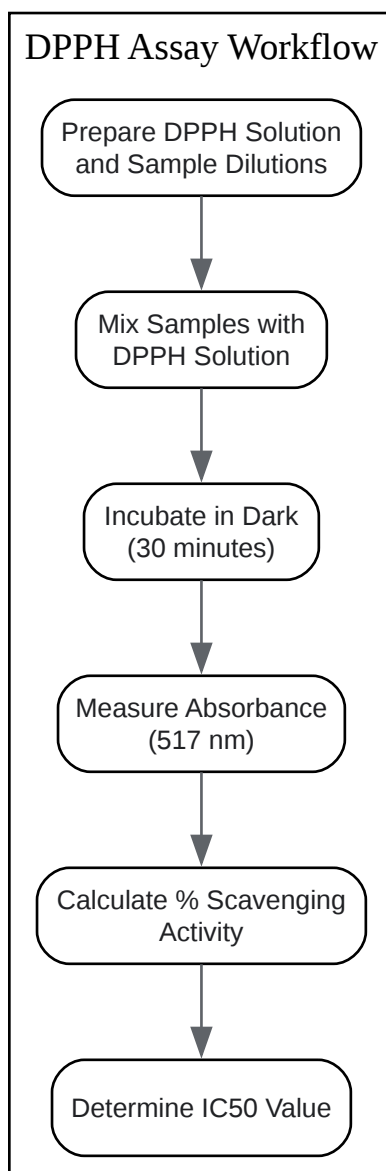 DPPH Assay Workflow
Prepare DPPH Solution
and Sample Dilutions
Mix Samples with
DPPH Solution
Incubate in Dark
(30 minutes)
Measure Absorbance
(517 nm)
Calculate % Scavenging
Activity
Determine IC50 Value